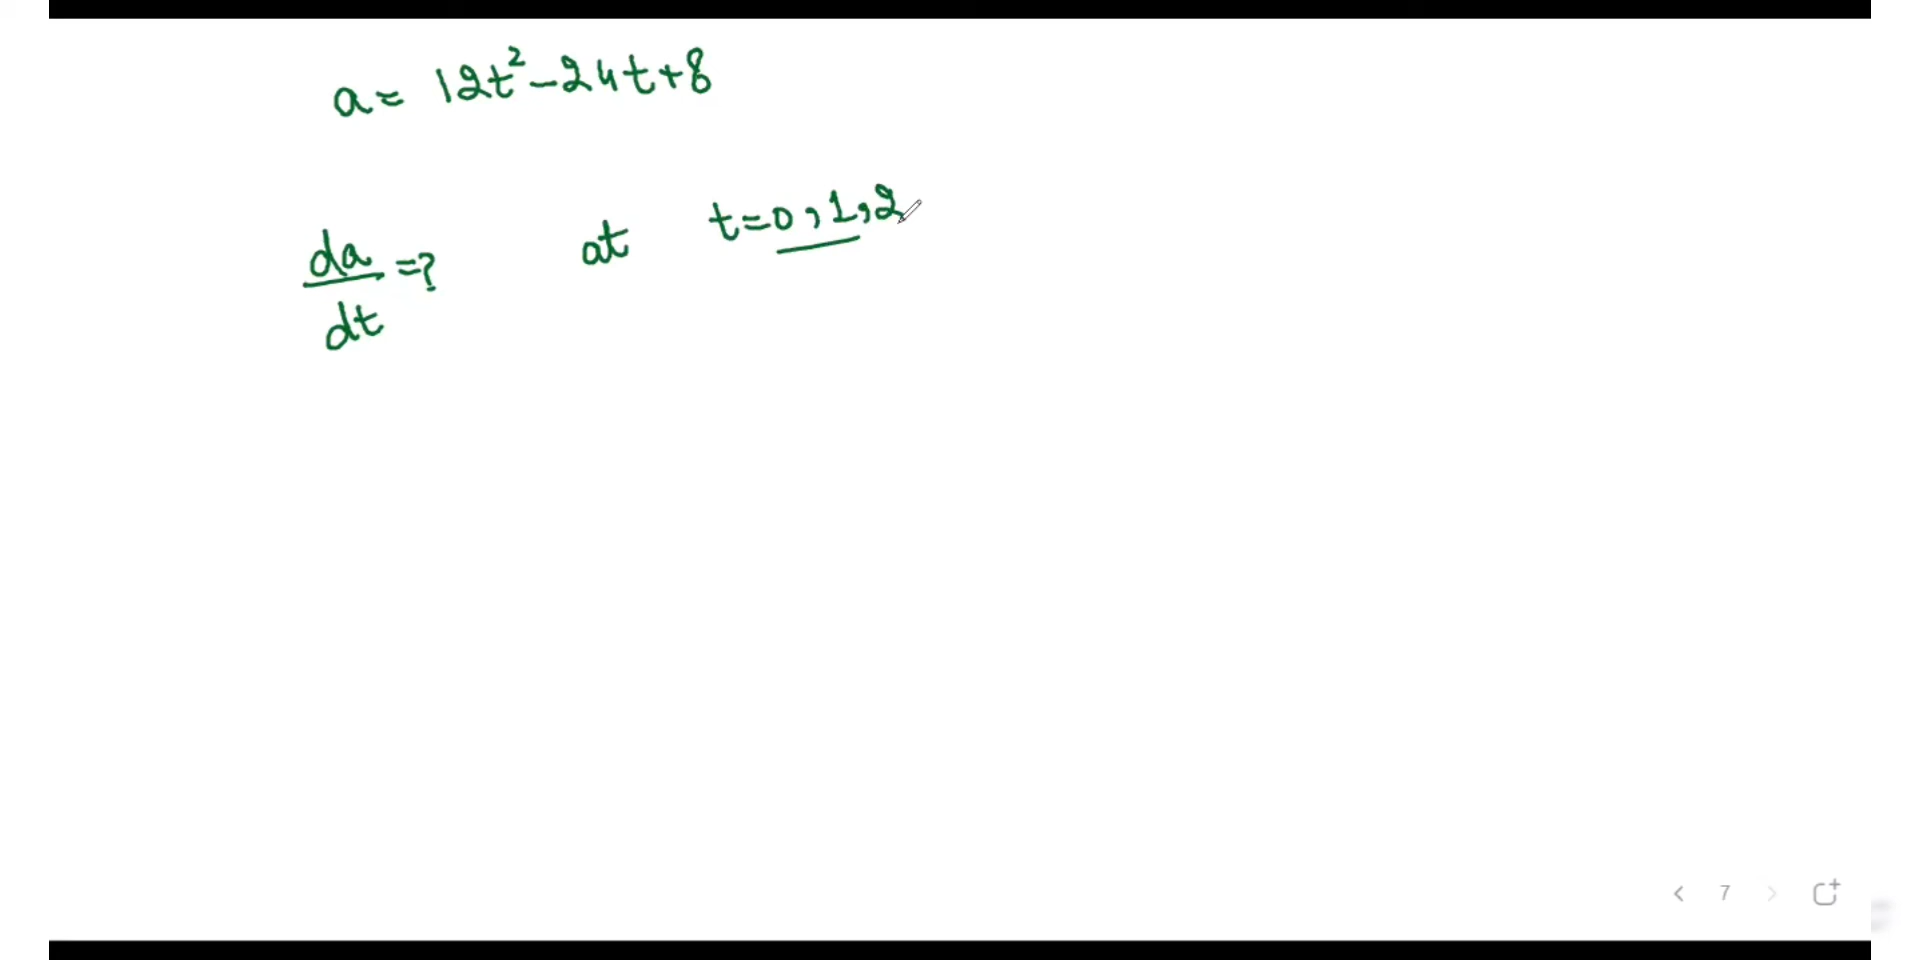 a = 12t² - 24t + 8
da/dt = ? at t = 0, 1, 2
7